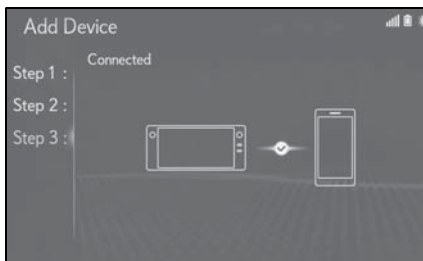 Add Device
Connected
Step 1 :
Step 2 :
Step 3 :